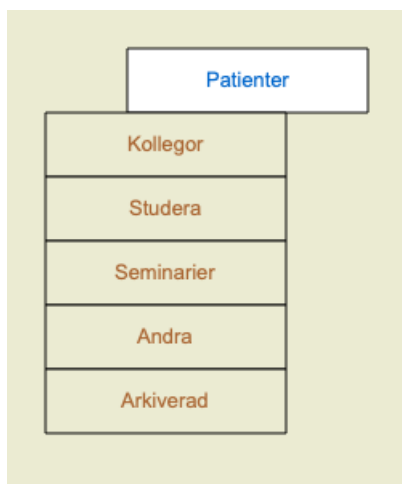 Patienter
Kollegor
Studera
Seminarier
Andra
Arkiverad